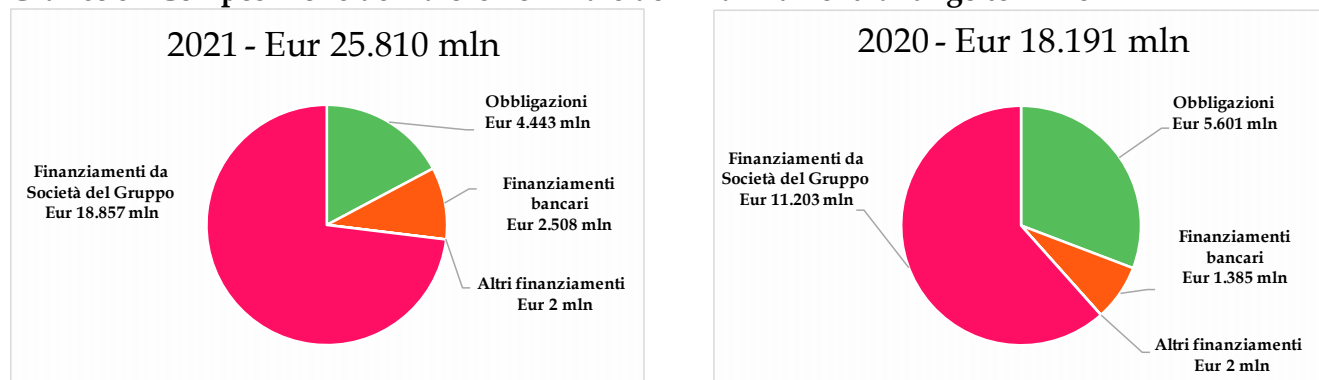 2021 - Eur 25.810 mln
Obbligazioni
Eur 4.443 mln
Finanziamenti da
Società del Gruppo
Eur 18.857 mln
Finanziamenti
bancari
Eur 2.508 mln
Altri finanziamenti
Eur 2 mln
2020 - Eur 18.191 mln
Obbligazioni
Eur 5.601 mln
Finanziamenti da
Società del Gruppo
Eur 11.203 mln
Finanziamenti
bancari
Eur 1.385 mln
Altri finanziamenti
Eur 2 mln